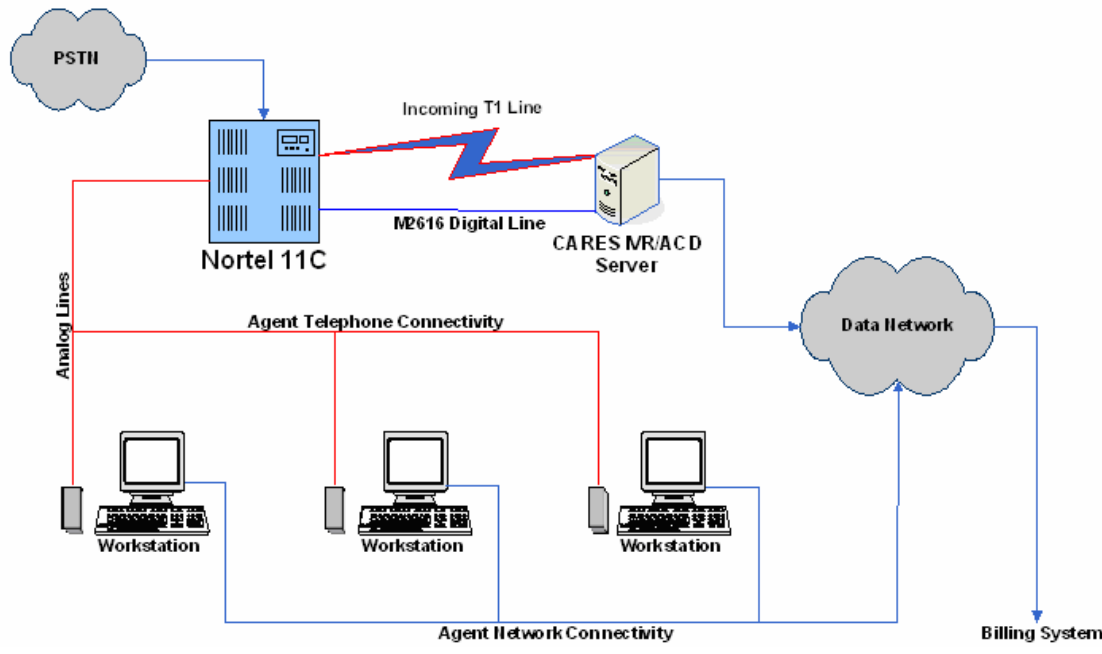 PSTN
Incoming T1 Line
M2616 Digital Line
Nortel 11C
CARES IVR/ACD
Server
Analog Lines
Agent Telephone Connectivity
Data Network
Workstation
Workstation
Workstation
Agent Network Connectivity
Billing System